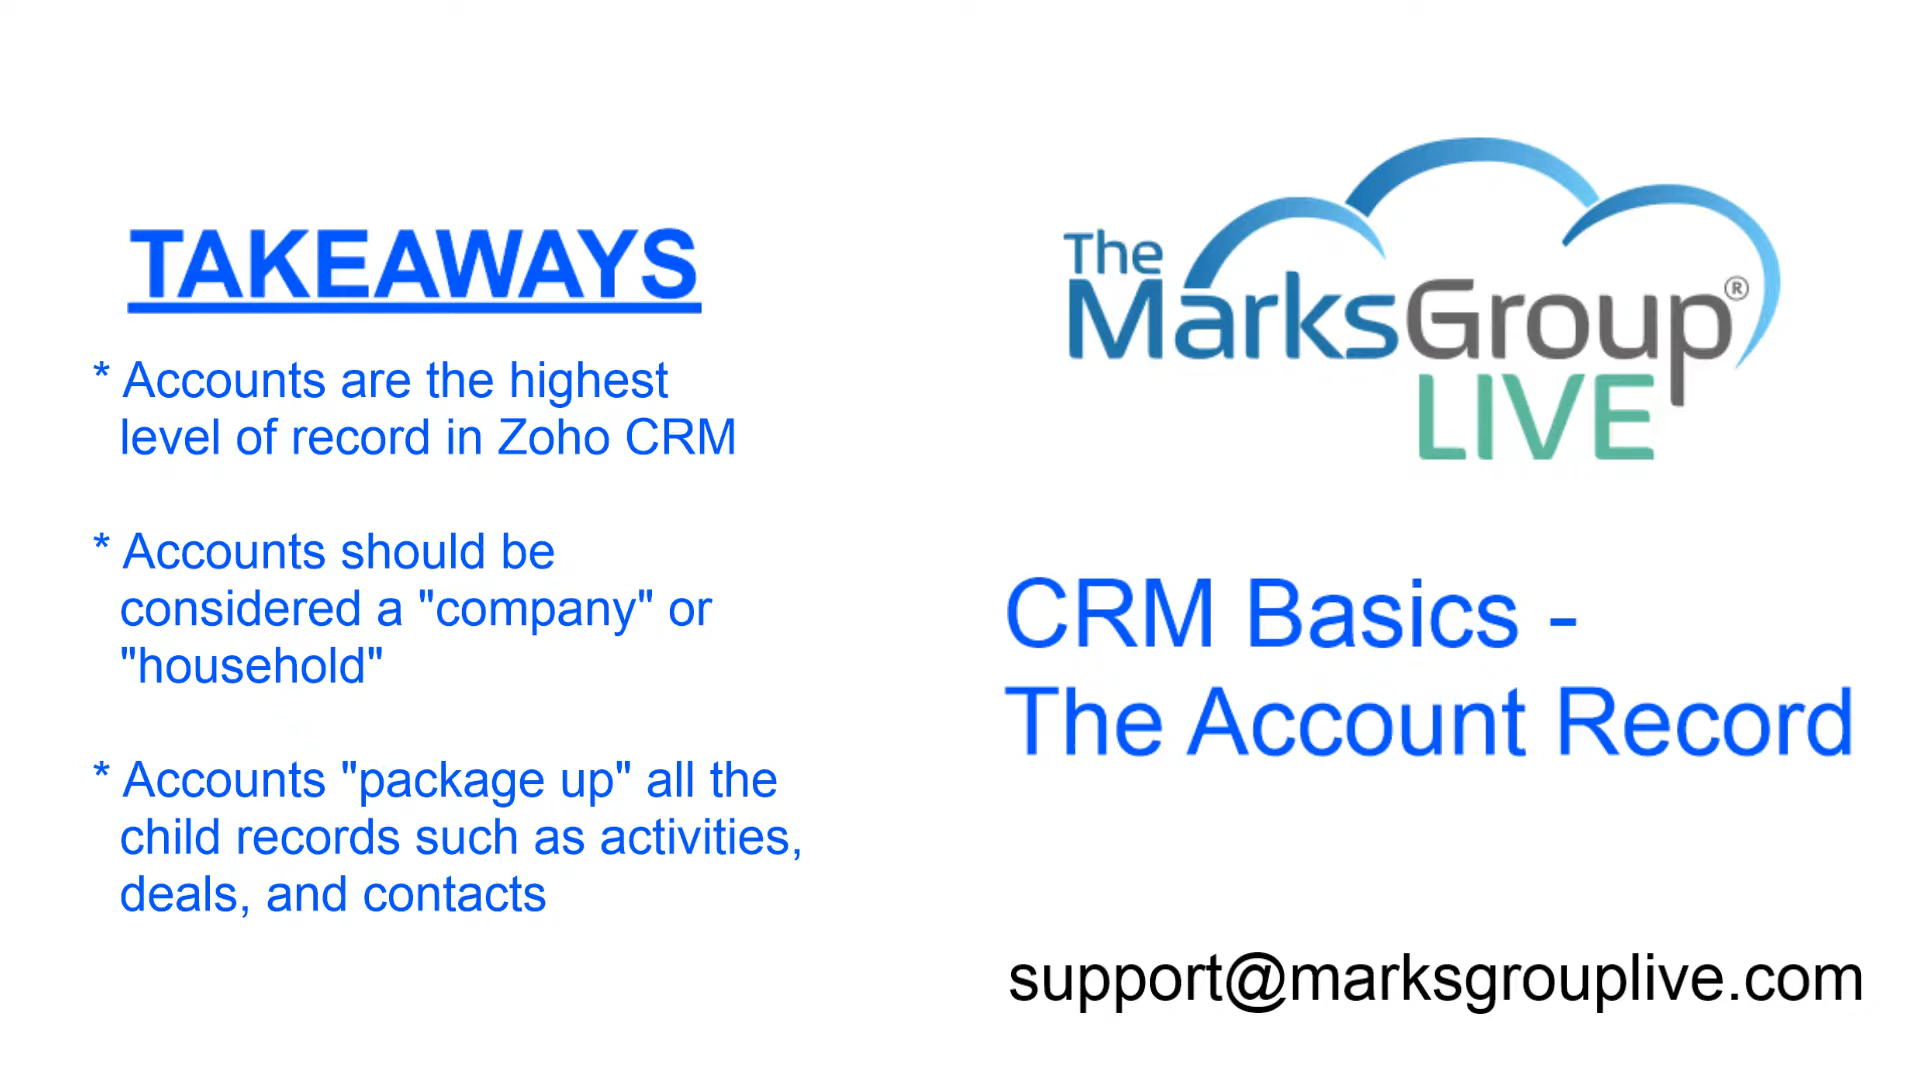 TAKEAWAYS
* Accounts are the highest
level of record in Zoho CRM
* Accounts should be
considered a "company" or
"household"
* Accounts "package up" all the
child records such as activities,
deals, and contacts
The
MarksGroup®
LIVE
CRM Basics -
The Account Record
support@marksgrouplive.com